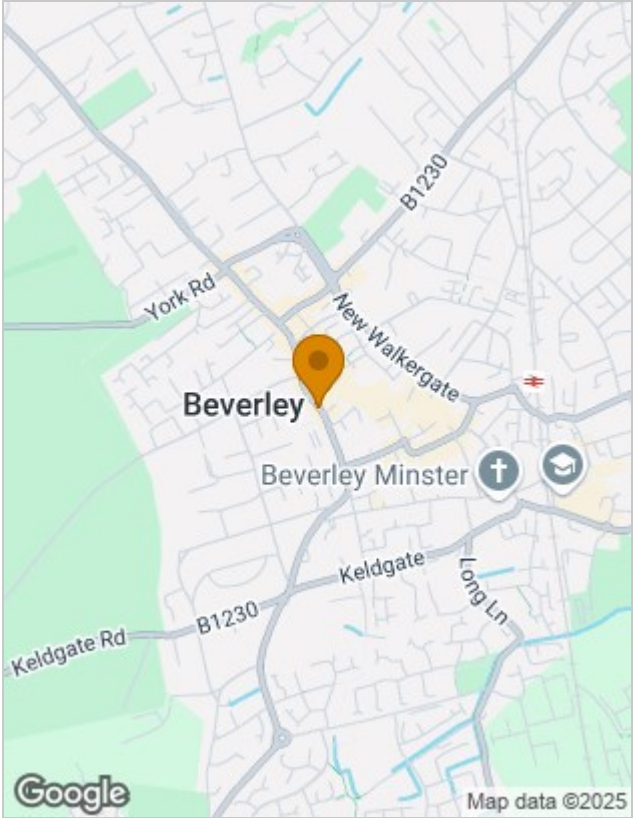 B1230
York Rd
New Walkergate
Beverley
Beverley Minster
Keldgate
Long Ln
B1230
Keldgate Rd
Google
Map data ©2025